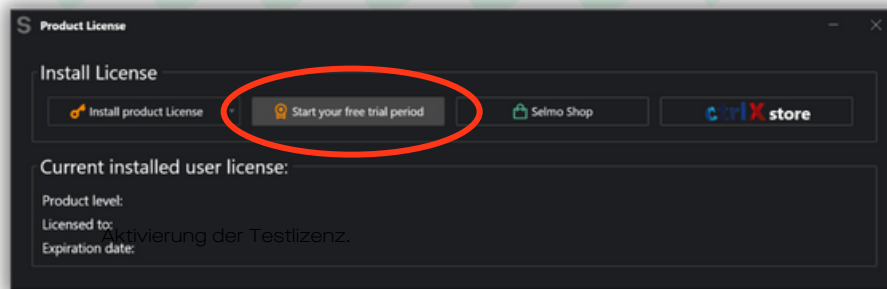 S Product License
Install License
Install product License
Start your free trial period
Selmo Shop
ctrlX store
Current installed user license:
Product level:
Licensed to:
Aktivierung der Testlizenz.
Expiration date: